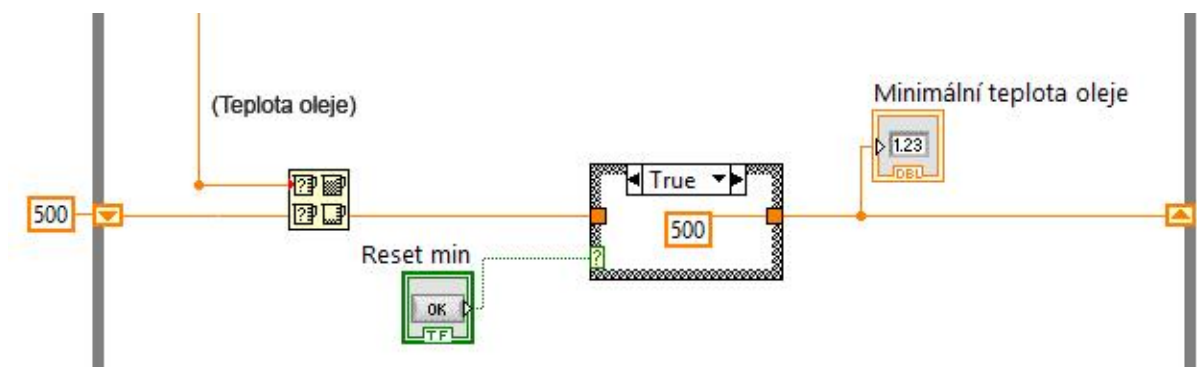 (Teplota oleje)
Minimální teplota oleje
1.23
DBL
? ?
True
500
500
Reset min
?
OK
TF